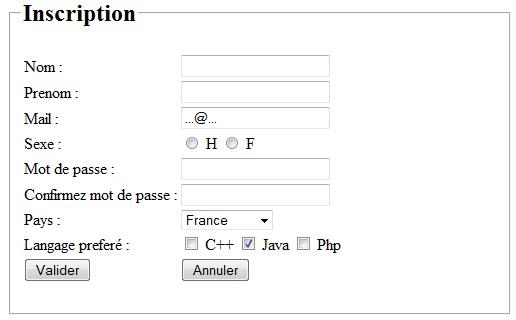 Inscription
Nom :
Prenom :
Mail : ...@...
Sexe : H F
Mot de passe :
Confirmez mot de passe :
Pays : France
Langage preferé : C++ Java Php
Valider Annuler